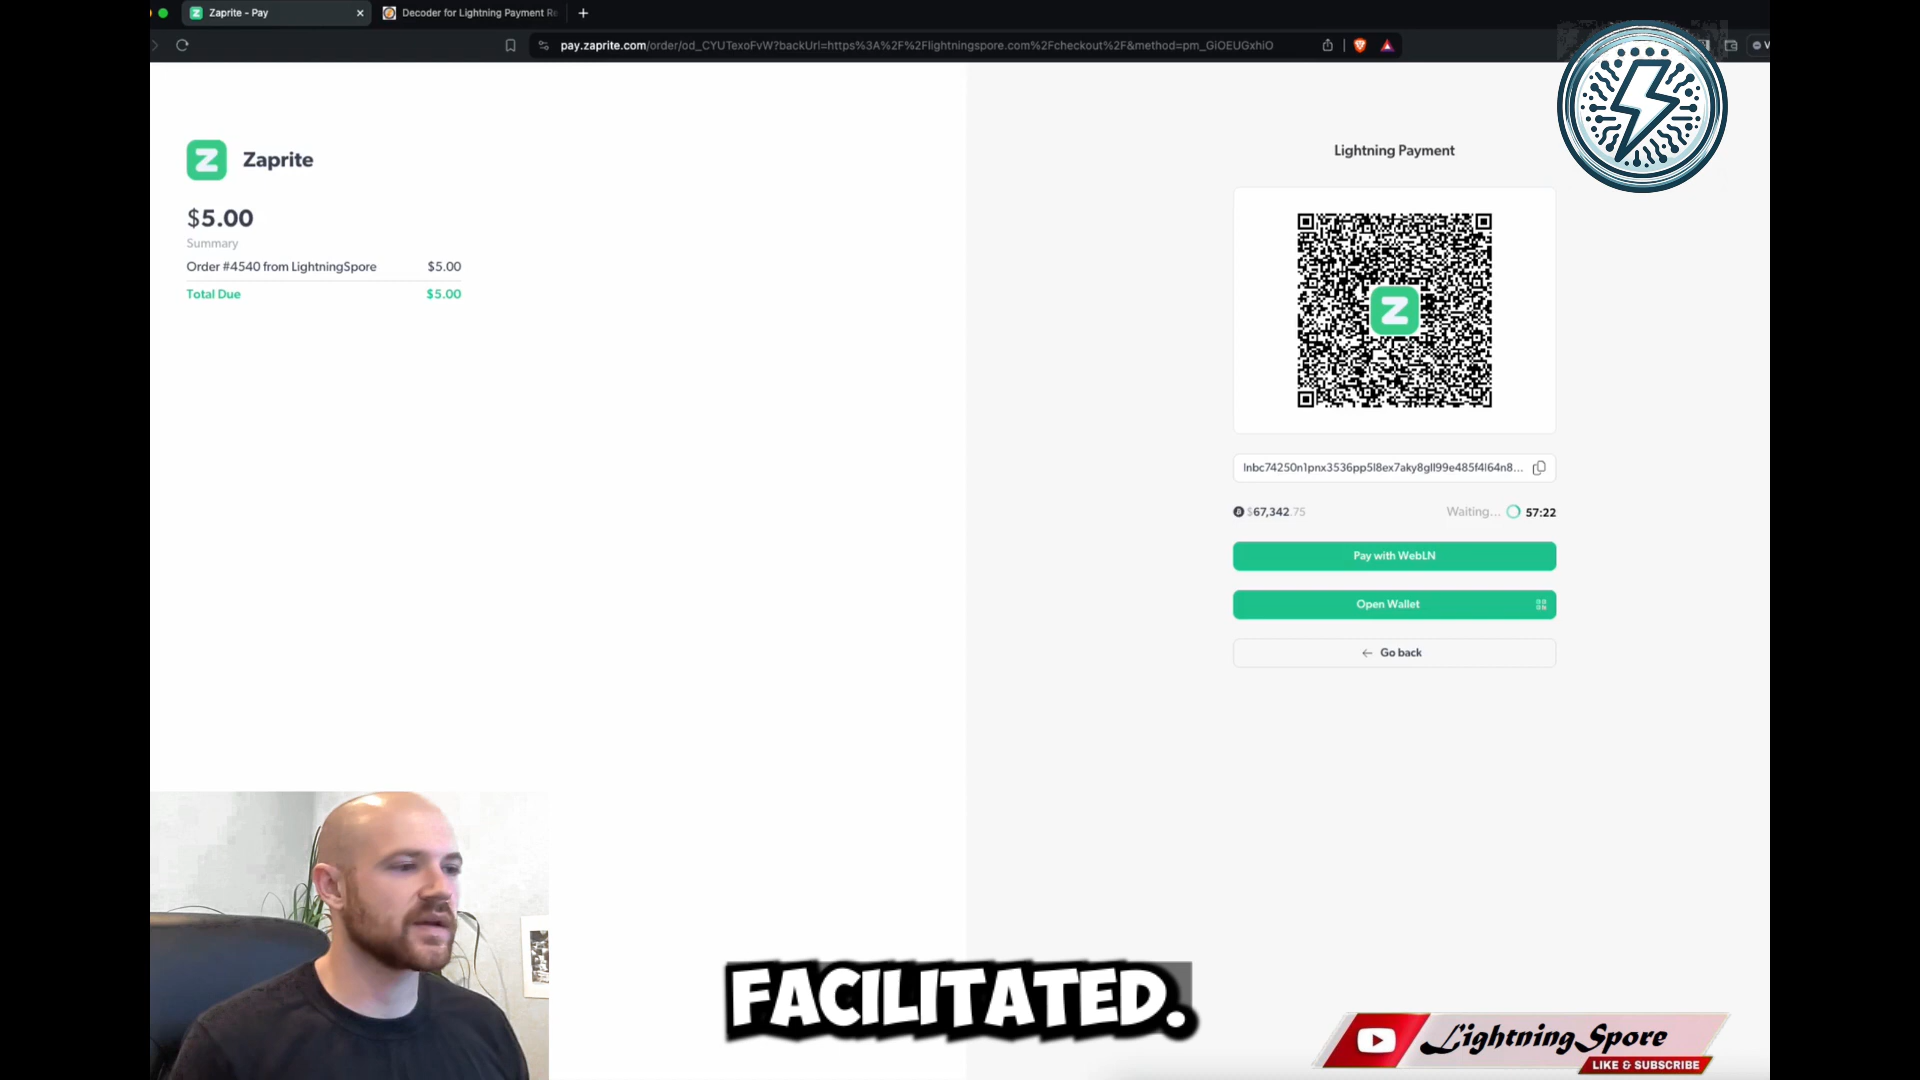 Zaprite - Pay
Decoder for Lightning Payment Re
pay.zaprite.com/order/od_CYUTexoFvW?backUrl=https%3A%2F%2Flightningspore.com%2Fcheckout%2F&method=pm_GiOEUGxhiO
Z Zaprite
$5.00
Summary
Order #4540 from LightningSpore $5.00
Total Due $5.00
Lightning Payment
Z
lnbc74250n1pnx3536pp5l8ex7aky8gll99e485f4l64n8...
$67,342.75 Waiting... 57:22
Pay with WebLN
Open Wallet
← Go back
FACILITATED.
LightningSpore
LIKE & SUBSCRIBE